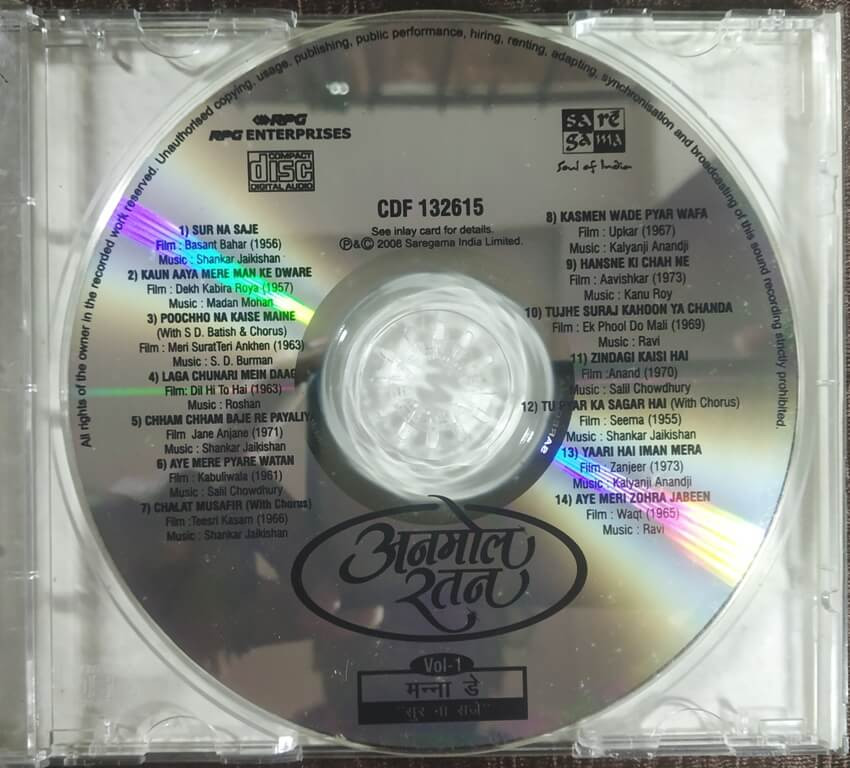 All rights of the owner in the recorded work reserved. Unauthorised copying, usage, publishing, public performance, hiring, renting, adapting, synchronisation and broadcasting of this sound recording strictly prohibited.
RPG
RPG ENTERPRISES
COMPACT
disc
DIGITAL AUDIO
sa rē
gā ma
Soul of India
CDF 132615
See inlay card for details.
℗&© 2008 Saregama India Limited.
1) SUR NA SAJE
Film : Basant Bahar (1956)
Music : Shankar Jaikishan
2) KAUN AAYA MERE MAN KE DWARE
Film : Dekh Kabira Roya (1957)
Music : Madan Mohan
3) POOCHHO NA KAISE MAINE
(With S D. Batish & Chorus)
Film : Meri SuratTeri Ankhen (1963)
Music : S. D. Burman
4) LAGA CHUNARI MEIN DAAG
Film: Dil Hi To Hai (1963)
Music : Roshan
5) CHHAM CHHAM BAJE RE PAYALIYA
Film Jane Anjane (1971)
Music : Shankar Jaikishan
6) AYE MERE PYARE WATAN
Film : Kabuliwala (1961)
Music : Salil Chowdhury
7) CHALAT MUSAFIR (With Chorus)
Film :Teesri Kasam (1966)
Music : Shankar Jaikishan
8) KASMEN WADE PYAR WAFA
Film : Upkar (1967)
Music : Kalyanji Anandji
9) HANSNE KI CHAH NE
Film : Aavishkar (1973)
Music : Kanu Roy
10) TUJHE SURAJ KAHOON YA CHANDA
Film : Ek Phool Do Mali (1969)
Music : Ravi
11) ZINDAGI KAISI HAI
Film :Anand (1970)
Music : Salil Chowdhury
12) TU PYAR KA SAGAR HAI (With Chorus)
Film : Seema (1955)
Music : Shankar Jaikishan
13) YAARI HAI IMAN MERA
Film : Zanjeer (1973)
Music : Kalyanji Anandji
14) AYE MERI ZOHRA JABEEN
Film : Waqt (1965)
Music : Ravi
अनमोल
रतन
Vol-1
मन्ना डे
"सुर ना सजे"